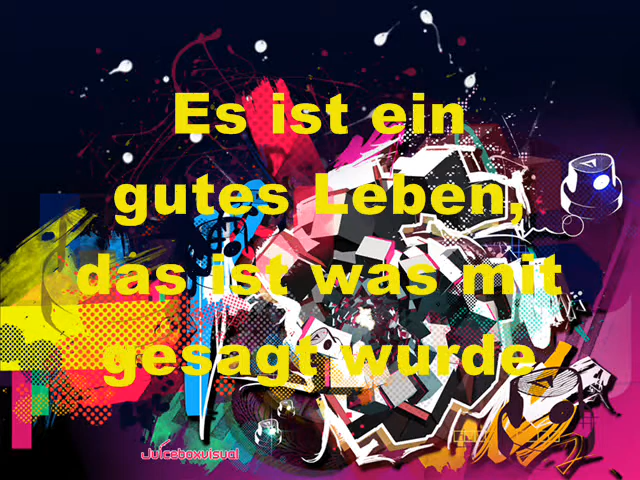 Es ist ein
gutes Leben,
das ist was mit
gesagt wurde
Juiceboxvisual